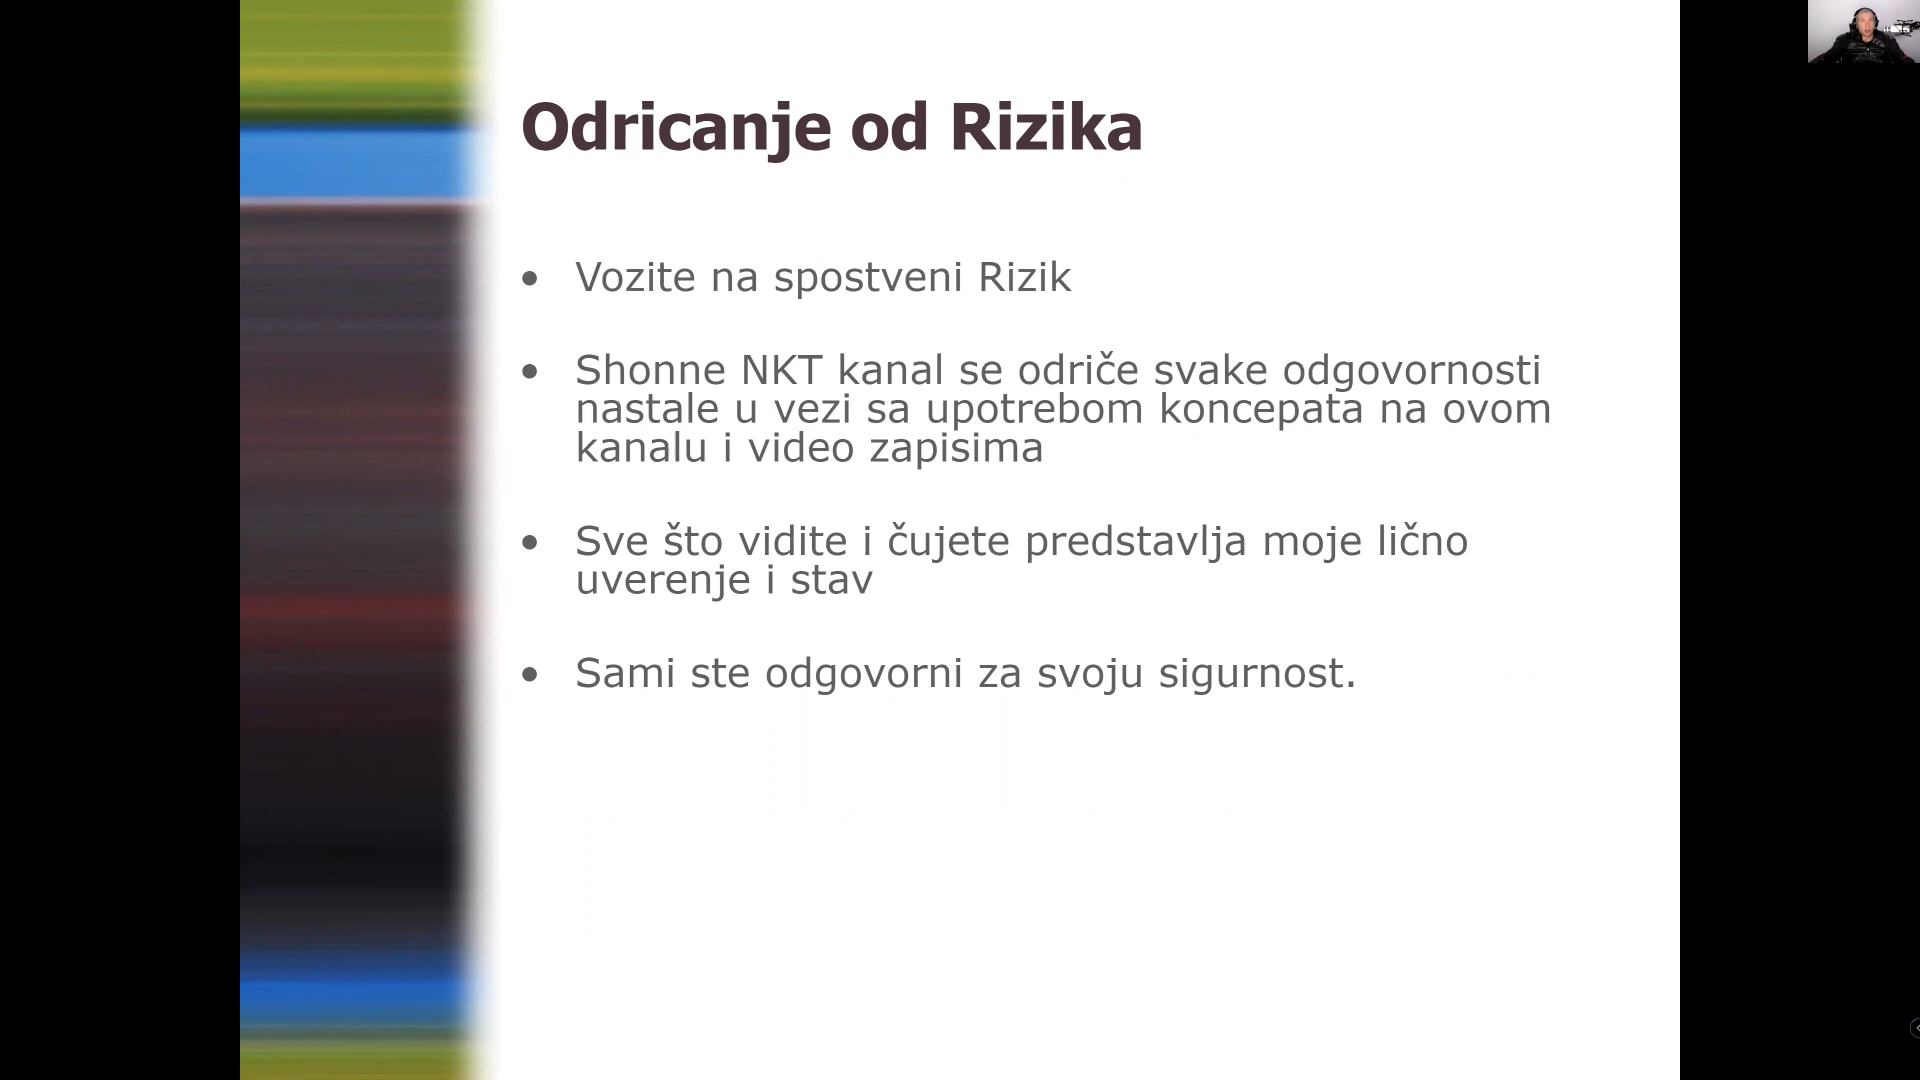 Odricanje od Rizika
• Vozite na spostveni Rizik
• Shonne NKT kanal se odriče svake odgovornosti
nastale u vezi sa upotrebom koncepata na ovom
kanalu i video zapisima
• Sve što vidite i čujete predstavlja moje lično
uverenje i stav
• Sami ste odgovorni za svoju sigurnost.